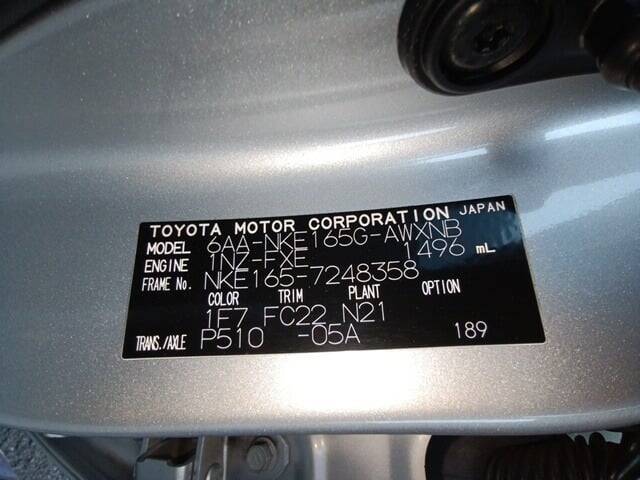 TOYOTA MOTOR CORPORATION JAPAN
MODEL 6AA-NKE165G-AWXNB
ENGINE 1NZ-FXE 1496 mL
FRAME No. NKE165-7248358
COLOR TRIM PLANT OPTION
1F7 FC22 N21
TRANS./AXLE P510 -05A 189